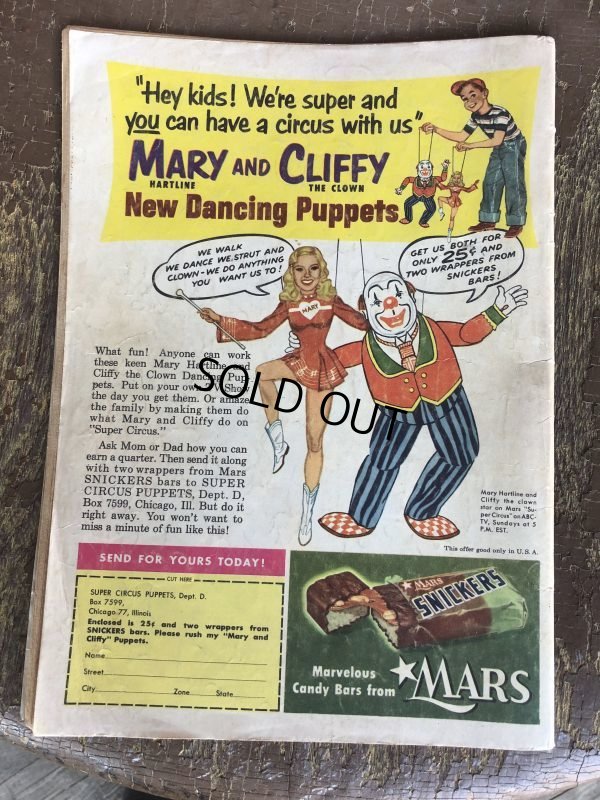 "Hey kids! We're super and
you can have a circus with us"
MARY AND CLIFFY
HARTLINE THE CLOWN
New Dancing Puppets
WE WALK
WE DANCE WE STRUT AND
CLOWN-WE DO ANYTHING
YOU WANT US TO!
GET US BOTH FOR
ONLY 25¢ AND
TWO WRAPPERS FROM
SNICKERS
BARS!
MARY
What fun! Anyone can work
these keen Mary Hartline and
Cliffy the Clown Dancing Pup-
pets. Put on your own Show
the day you get them. Or amaze
the family by making them do
what Mary and Cliffy do on
"Super Circus."
Ask Mom or Dad how you can
earn a quarter. Then send it along
with two wrappers from Mars
SNICKERS bars to SUPER
CIRCUS PUPPETS, Dept. D,
Box 7599, Chicago, Ill. But do it
right away. You won't want to
miss a minute of fun like this!
SOLD OUT
Mary Hartline and
Cliffy the clown
star on Mars "Su-
per Circus" on ABC-
TV, Sundays at 5
P.M. EST.
This offer good only in U.S.A.
SEND FOR YOURS TODAY!
CUT HERE
SUPER CIRCUS PUPPETS, Dept. D.
Box 7599,
Chicago 77, Illinois
Enclosed is 25¢ and two wrappers from
SNICKERS bars. Please rush my "Mary and
Cliffy" Puppets.
Name
Street
City Zone State
MARS
SNICKERS
Marvelous
Candy Bars from
MARS